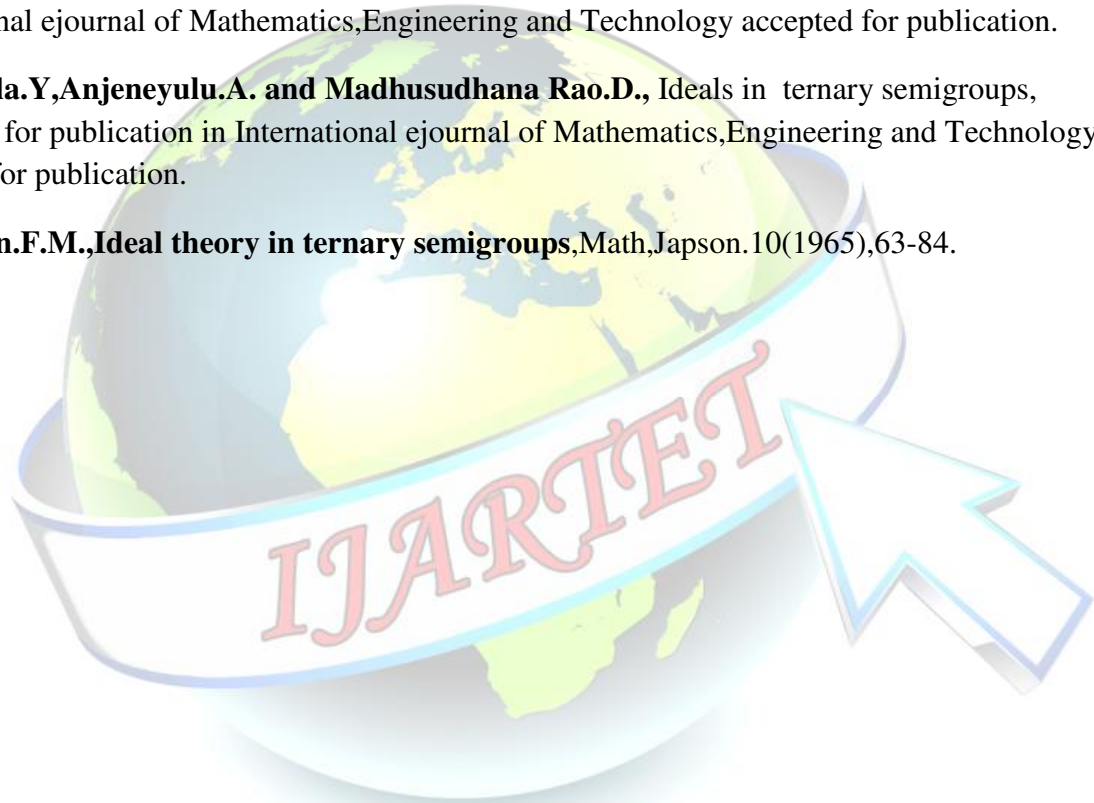 nal ejournal of Mathematics,Engineering and Technology accepted for publication.
la.Y,Anjeneyulu.A. and Madhusudhana Rao.D., Ideals in ternary semigroups,
for publication in International ejournal of Mathematics,Engineering and Technology
for publication.
n.F.M.,Ideal theory in ternary semigroups,Math,Japson.10(1965),63-84.
IJARTET